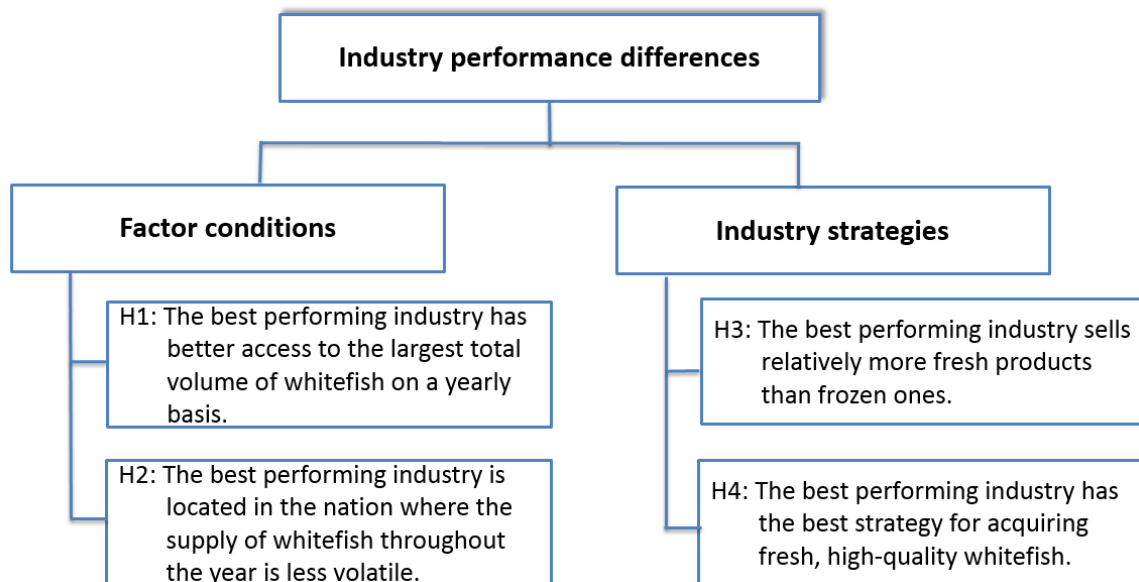 Industry performance differences
Factor conditions
H1: The best performing industry has
better access to the largest total
volume of whitefish on a yearly
basis.
H2: The best performing industry is
located in the nation where the
supply of whitefish throughout
the year is less volatile.
Industry strategies
H3: The best performing industry sells
relatively more fresh products
than frozen ones.
H4: The best performing industry has
the best strategy for acquiring
fresh, high-quality whitefish.